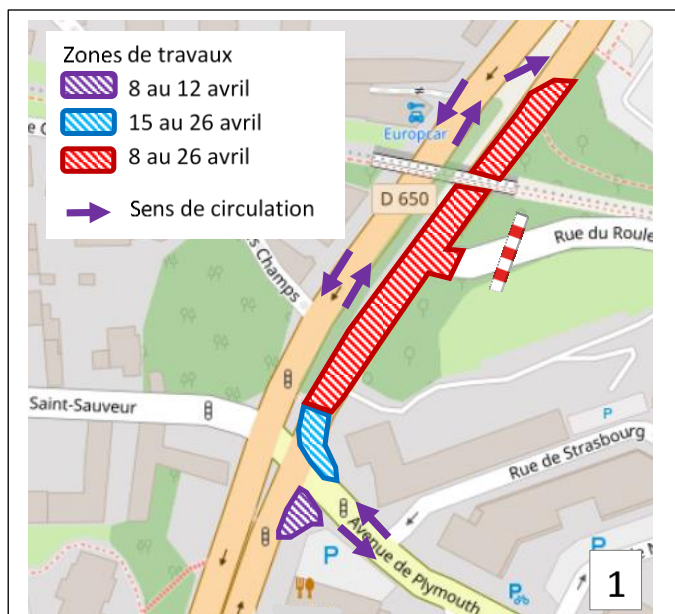 Zones de travaux
8 au 12 avril
15 au 26 avril
8 au 26 avril
Sens de circulation
Europcar
D 650
Rue du Roule
s Champs
Saint-Sauveur
P
Rue de Strasbourg
Avenue de Plymouth
P
P
P
1